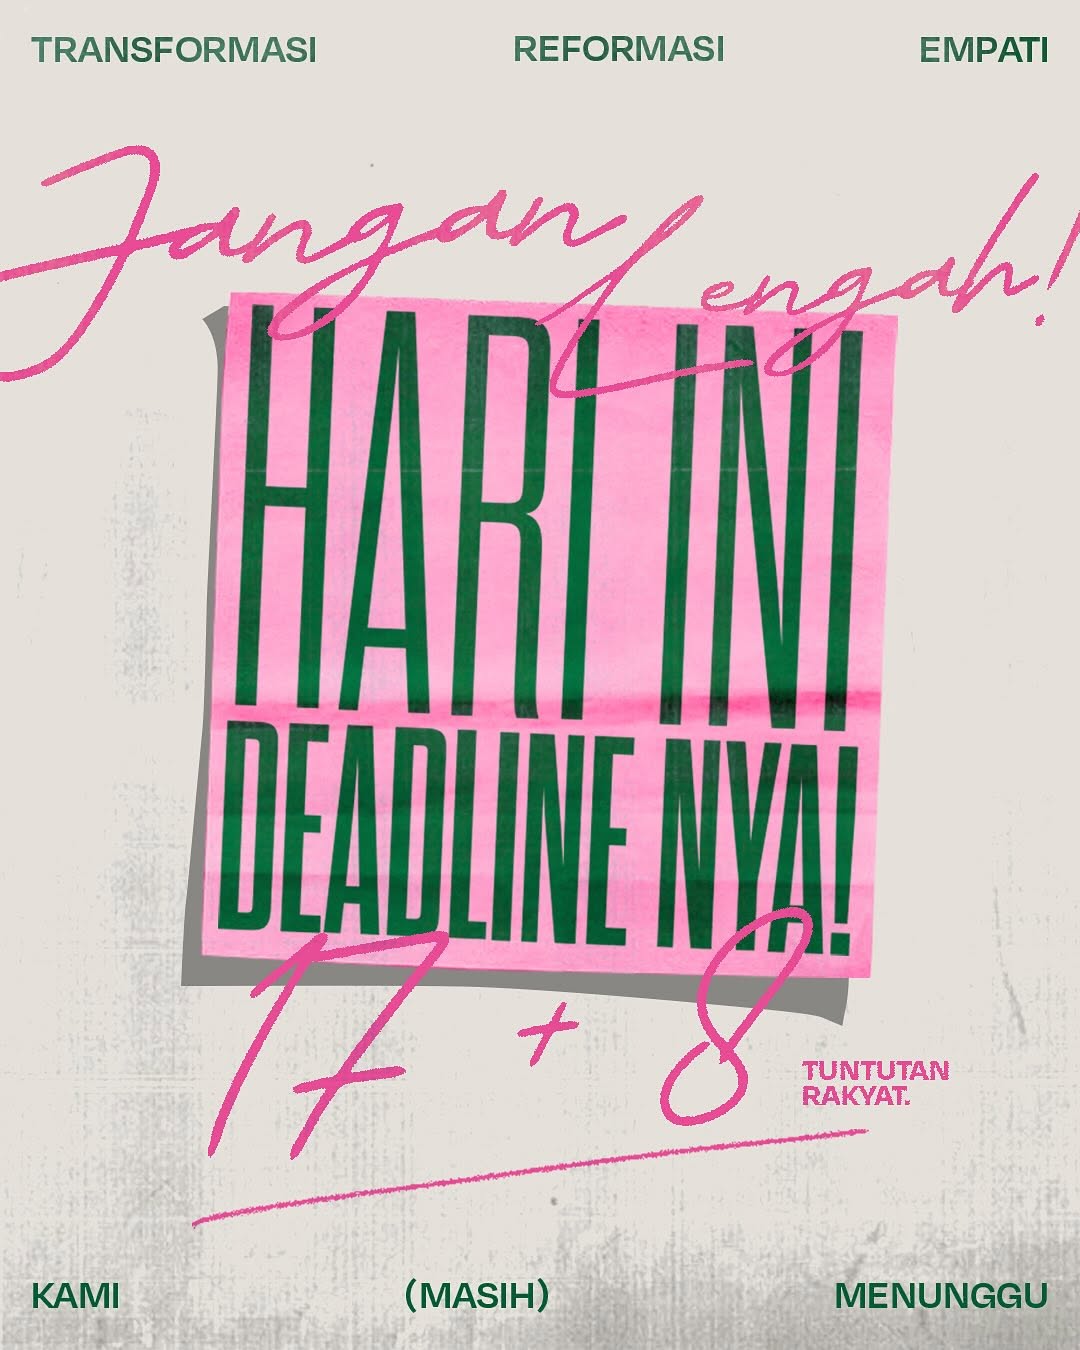 TRANSFORMASI REFORMASI EMPATI
Jangan Lengah!
HARI INI
DEADLINE NYA!
17 + 8
TUNTUTAN
RAKYAT.
KAMI (MASIH) MENUNGGU